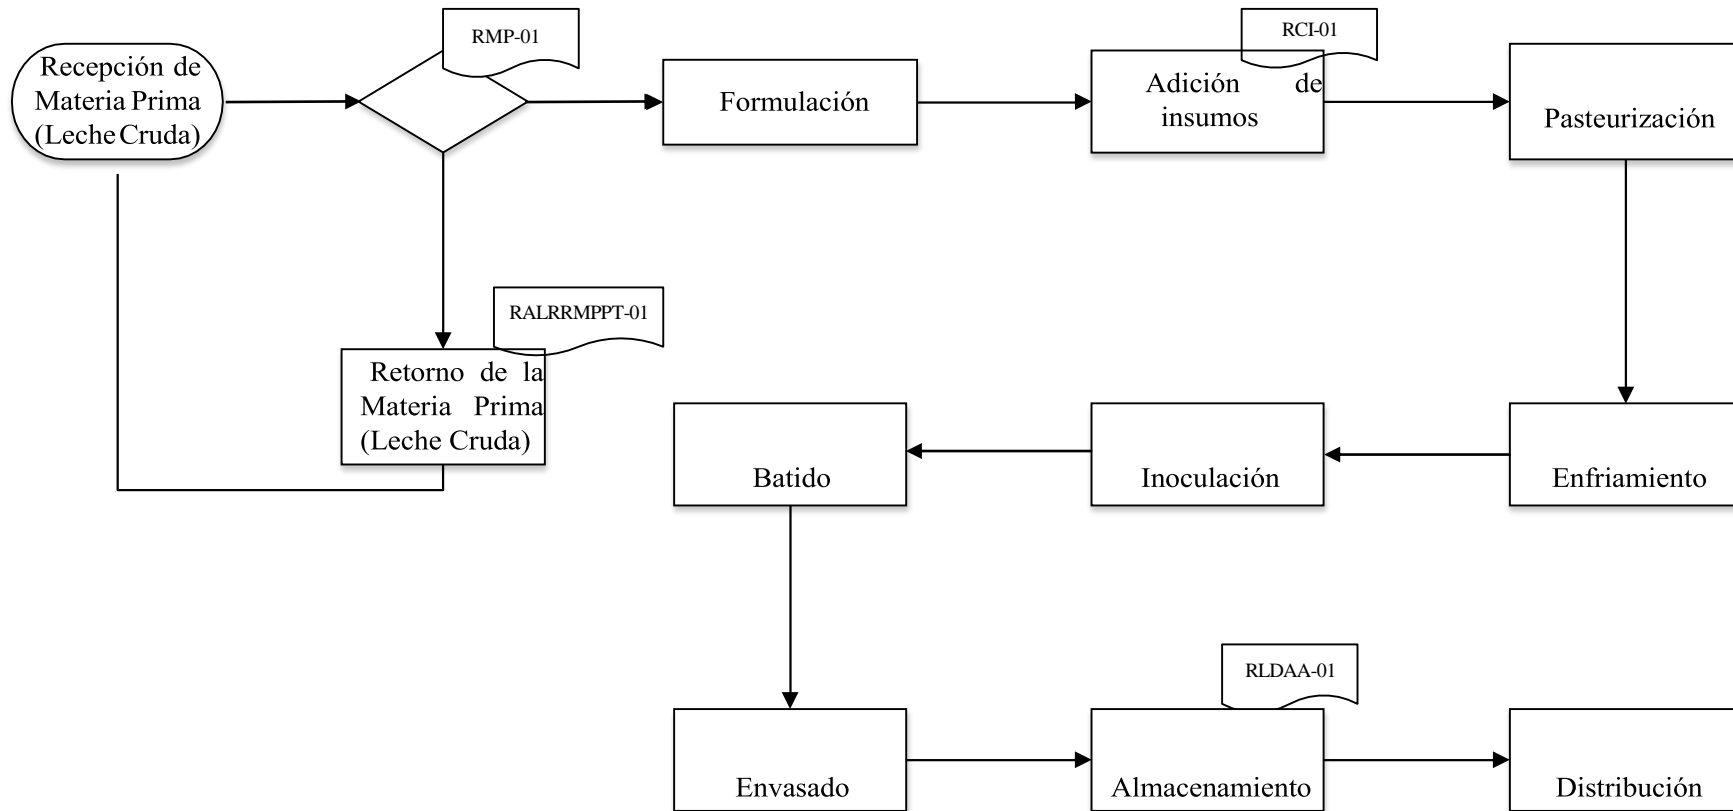 RMP-01
RCI-01
Recepción de
Materia Prima
(Leche Cruda)
Formulación
Adición de
insumos
Pasteurización
RALRRMPPT-01
Retorno de la
Materia Prima
(Leche Cruda)
Batido
Inoculación
Enfriamiento
RLDAA-01
Envasado
Almacenamiento
Distribución